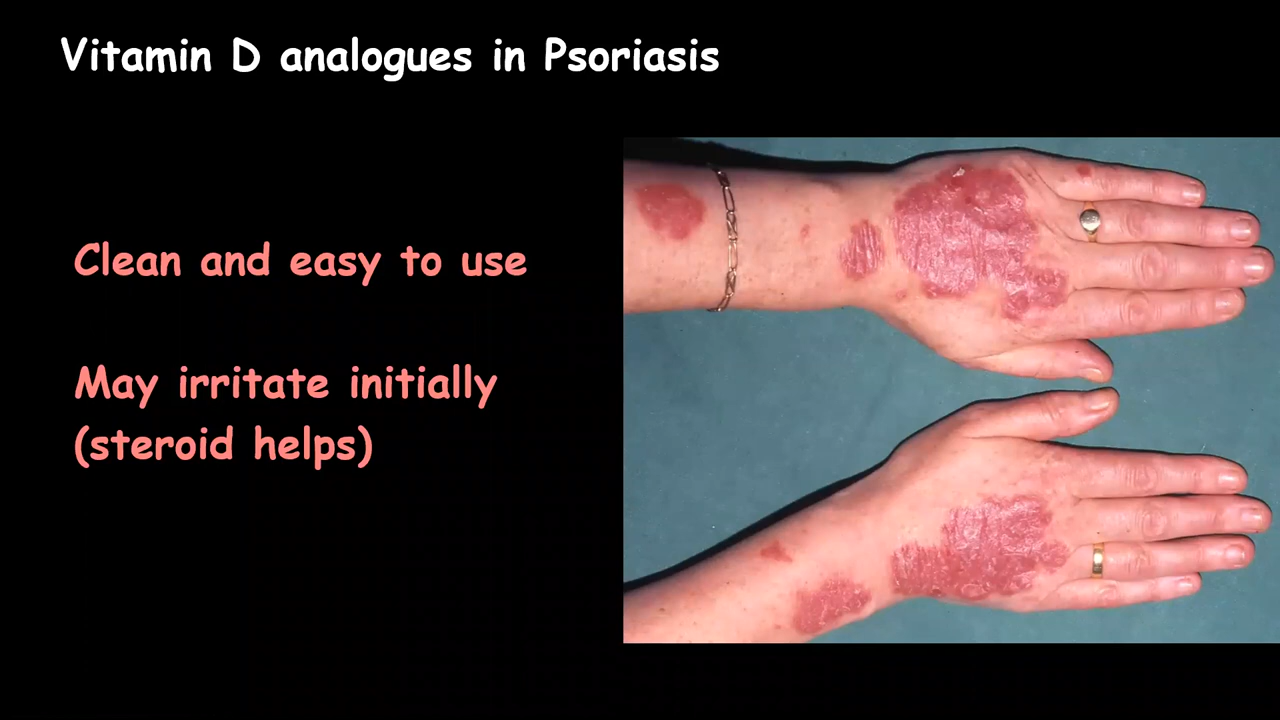 Vitamin D analogues in Psoriasis
Clean and easy to use
May irritate initially
(steroid helps)